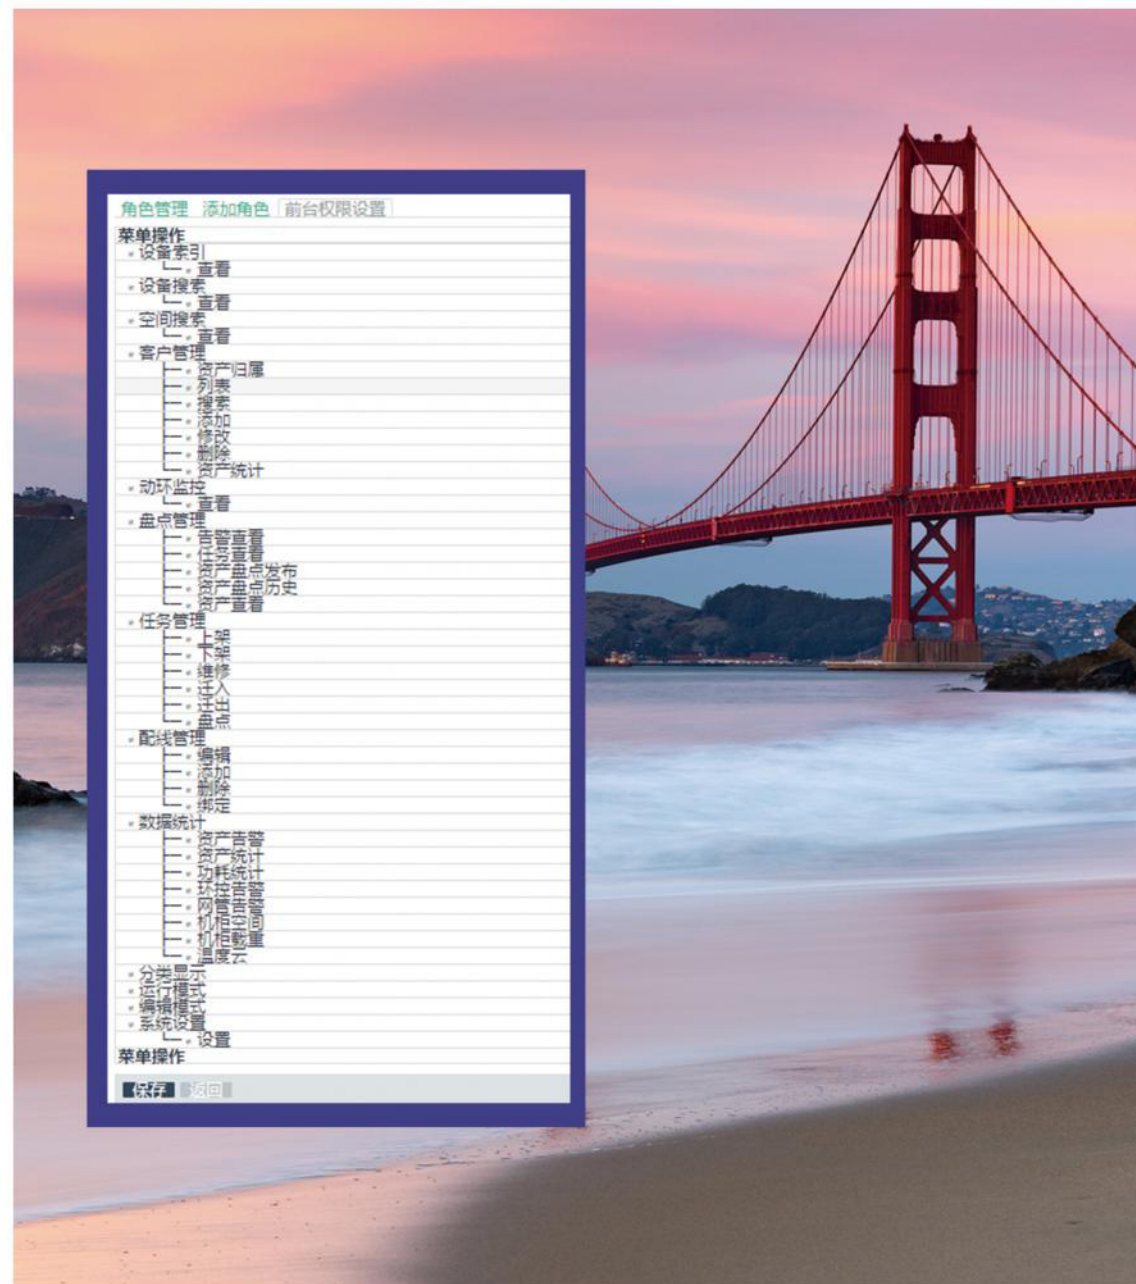 角色管理 添加角色 前台权限设置
菜单操作
设备索引
查看
设备搜索
查看
空间搜索
查看
客户管理
资产归属
列表
搜索
添加
修改
删除
资产统计
动环监控
查看
盘点管理
告警查看
任务查看
资产盘点发布
资产盘点历史
资产查看
任务管理
上架
下架
维修
迁入
迁出
盘点
配线管理
编辑
添加
删除
绑定
数据统计
资产告警
资产统计
功耗统计
环控告警
网管告警
机柜空间
机柜载重
温度云
分类显示
运行模式
编辑模式
系统设置
设置
菜单操作
保存 返回